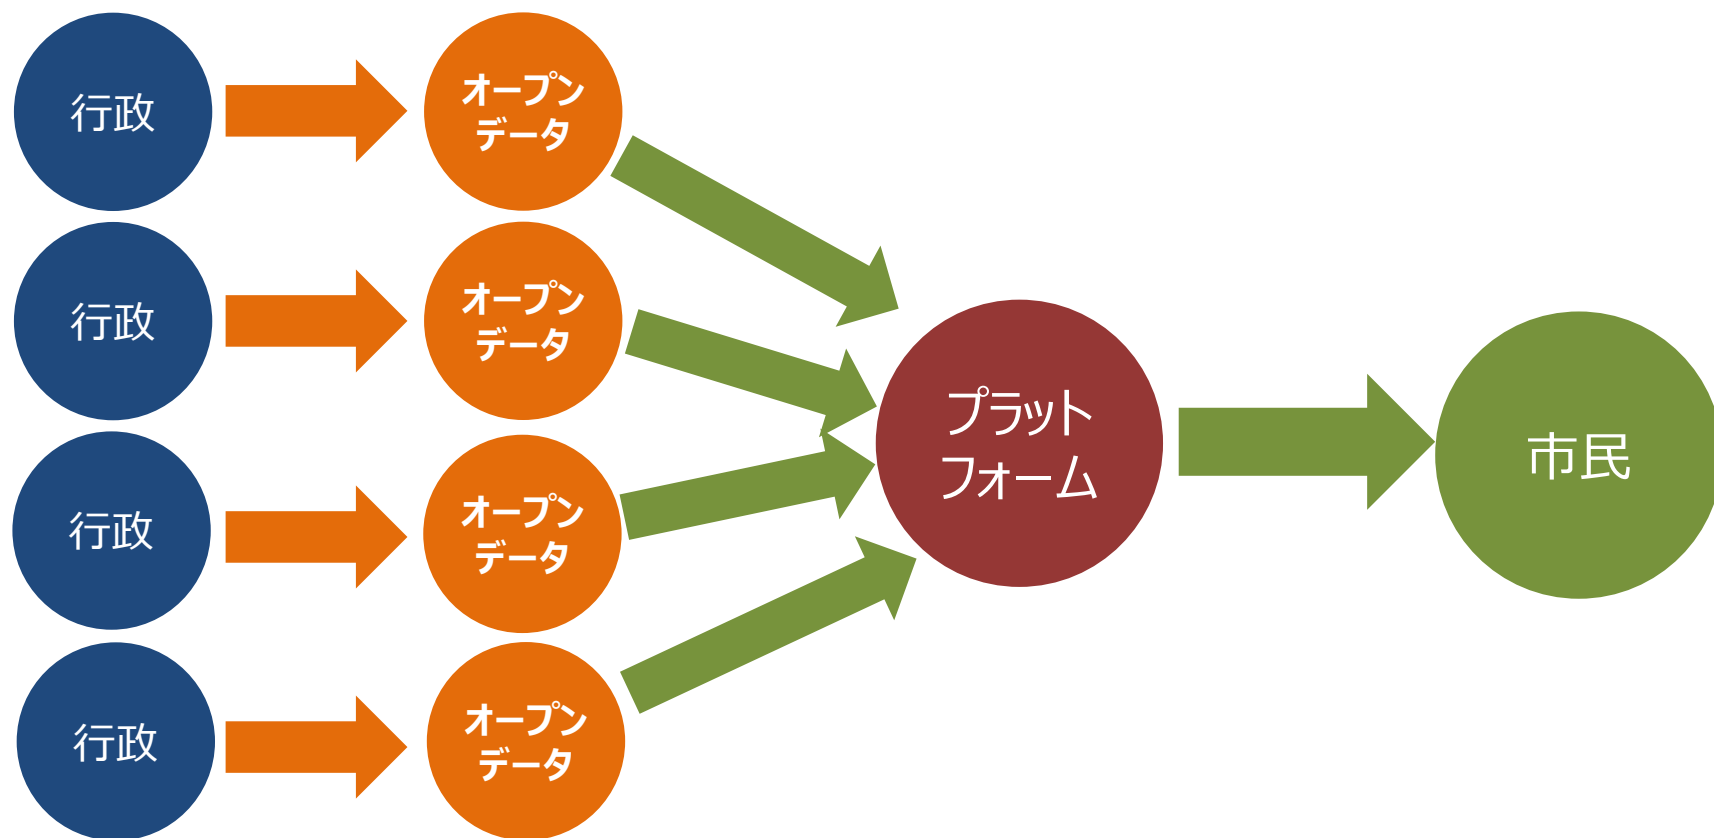 行政
オープン
データ
行政
オープン
データ
プラット
フォーム
市民
行政
オープン
データ
行政
オープン
データ